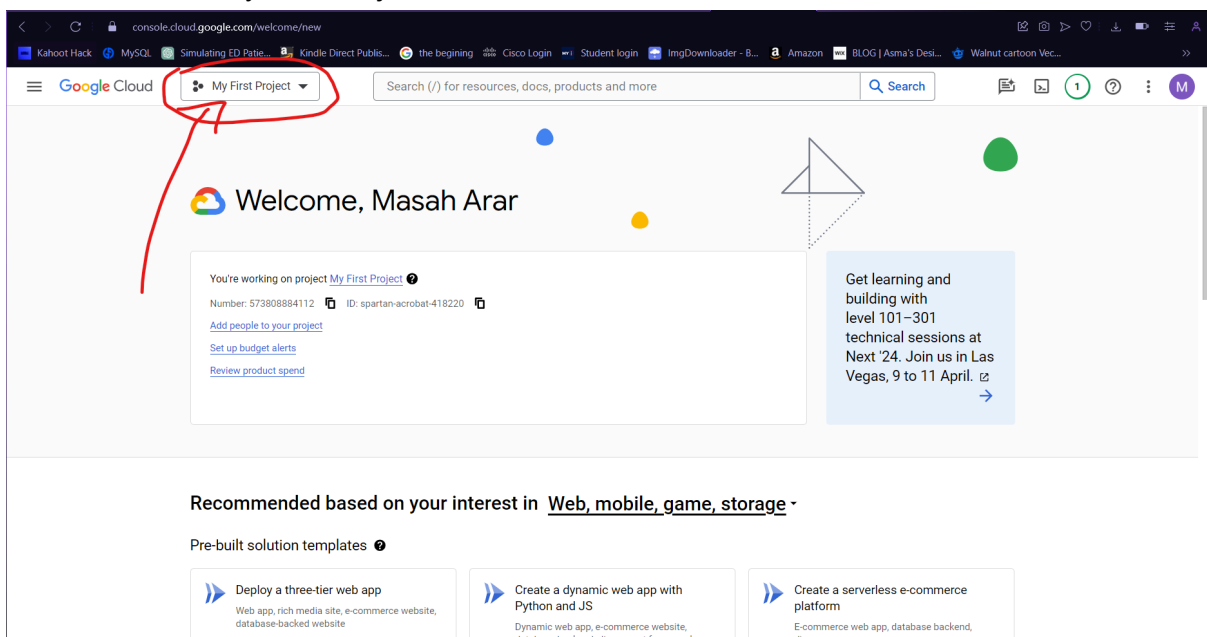 console.cloud.google.com/welcome/new
Kahoot Hack MySQL Simulating ED Patie... Kindle Direct Publis... the begining Cisco Login Student login ImgDownloader - B... Amazon BLOG | Asma's Desi... Walnut cartoon Vec...
Google Cloud My First Project Search (/) for resources, docs, products and more Search 1 M
Welcome, Masah Arar
You're working on project My First Project
Number: 573808884112 ID: spartan-acrobat-418220
Add people to your project
Set up budget alerts
Review product spend
Get learning and
building with
level 101–301
technical sessions at
Next '24. Join us in Las
Vegas, 9 to 11 April.
Recommended based on your interest in Web, mobile, game, storage
Pre-built solution templates
Deploy a three-tier web app
Web app, rich media site, e-commerce website,
database-backed website
Create a dynamic web app with
Python and JS
Dynamic web app, e-commerce website,
Create a serverless e-commerce
platform
E-commerce web app, database backend,